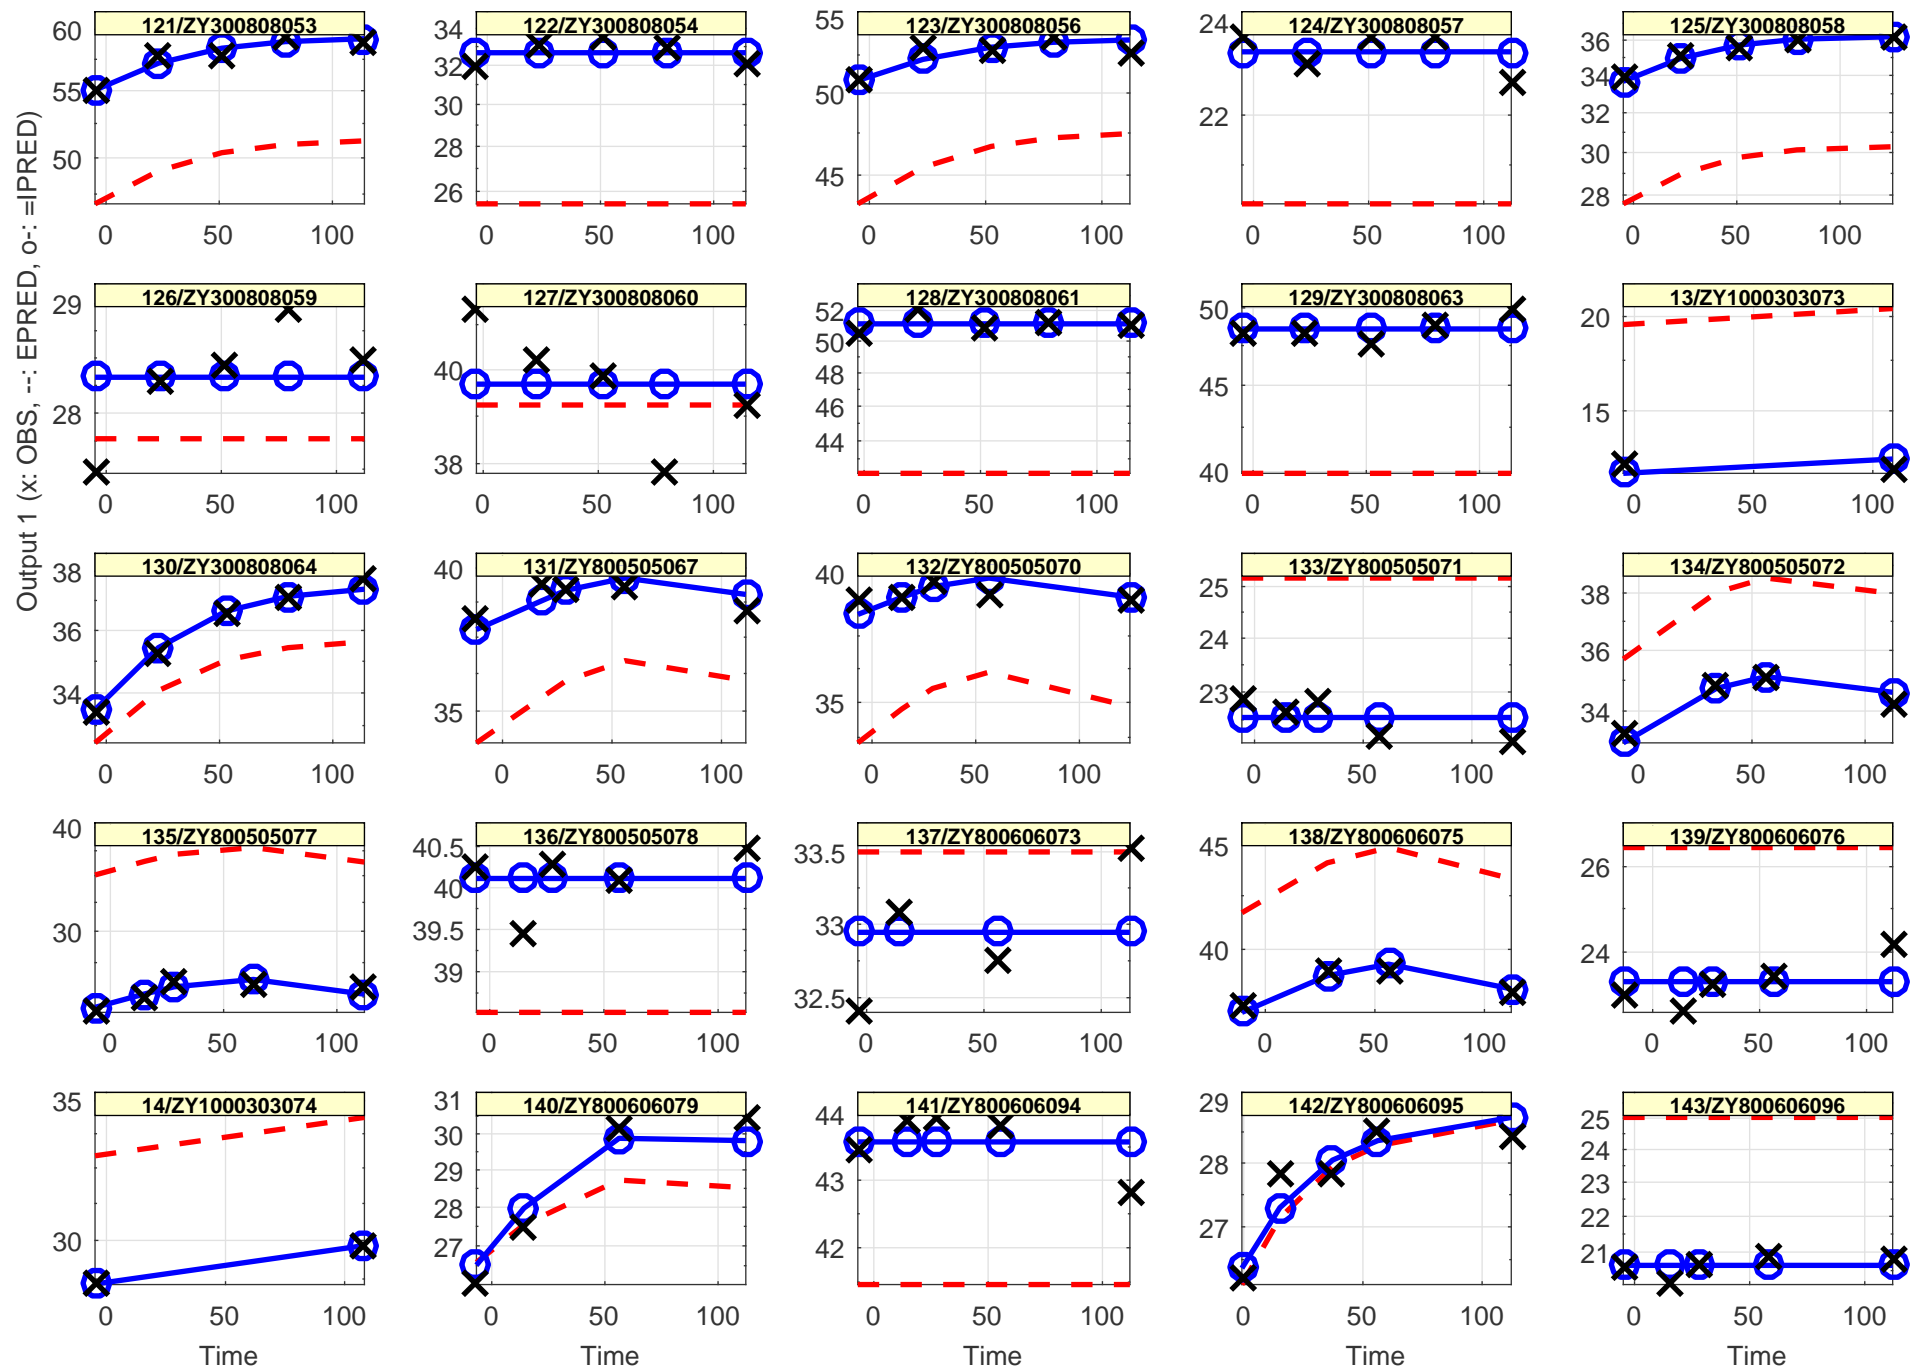 Output 1 (x: OBS, --: EPRED, o-: =IPRED)
121/ZY300808053
60
55
50
0 50 100
122/ZY300808054
34
32
30
28
26
0 50 100
123/ZY300808056
55
50
45
0 50 100
124/ZY300808057
24
22
0 50 100
125/ZY300808058
36
34
32
30
28
0 50 100
126/ZY300808059
29
28
0 50 100
127/ZY300808060
40
38
0 50 100
128/ZY300808061
52
50
48
46
44
0 50 100
129/ZY300808063
50
45
40
0 50 100
13/ZY1000303073
20
15
0 50 100
130/ZY300808064
38
36
34
0 50 100
131/ZY800505067
40
35
0 50 100
132/ZY800505070
40
35
0 50 100
133/ZY800505071
25
24
23
0 50 100
134/ZY800505072
38
36
34
0 50 100
135/ZY800505077
40
30
0 50 100
136/ZY800505078
40.5
40
39.5
39
0 50 100
137/ZY800606073
33.5
33
32.5
0 50 100
138/ZY800606075
45
40
0 50 100
139/ZY800606076
26
24
0 50 100
14/ZY1000303074
35
30
0 50 100
Time
140/ZY800606079
31
30
29
28
27
0 50 100
Time
141/ZY800606094
44
43
42
0 50 100
Time
142/ZY800606095
29
28
27
0 50 100
Time
143/ZY800606096
25
24
23
22
21
0 50 100
Time